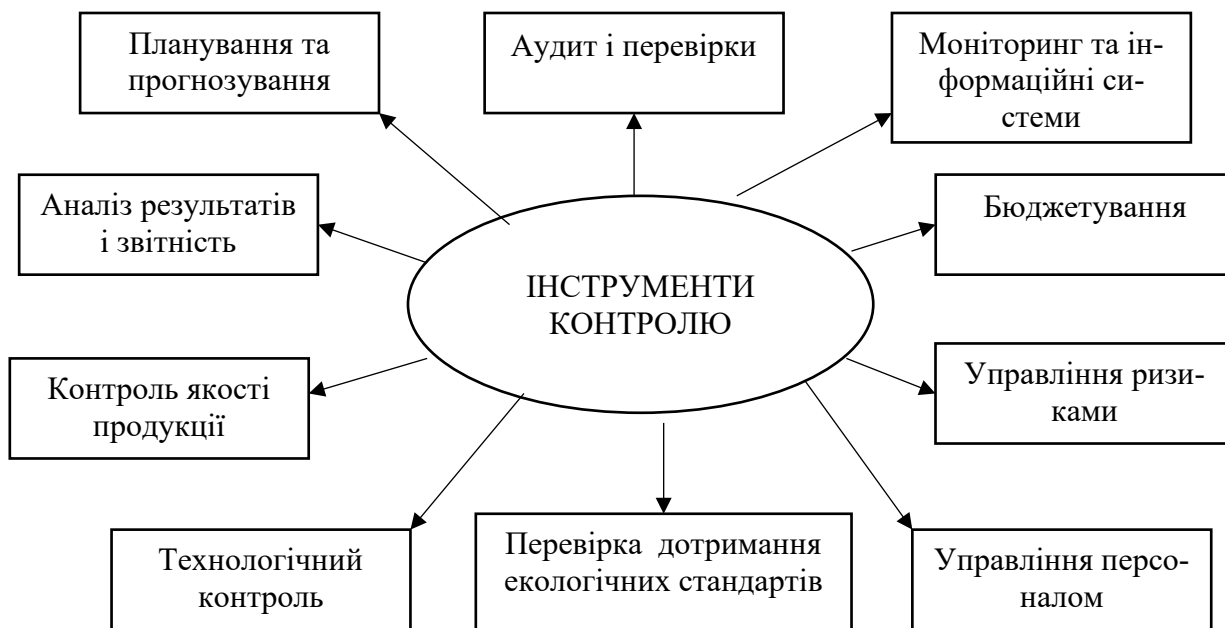 Планування та
прогнозування
Аудит і перевірки
Моніторинг та ін-
формаційні си-
стеми
Аналіз результатів
і звітність
Бюджетування
ІНСТРУМЕНТИ
КОНТРОЛЮ
Контроль якості
продукції
Управління ризи-
ками
Технологічний
контроль
Перевірка дотримання
екологічних стандартів
Управління персо-
налом